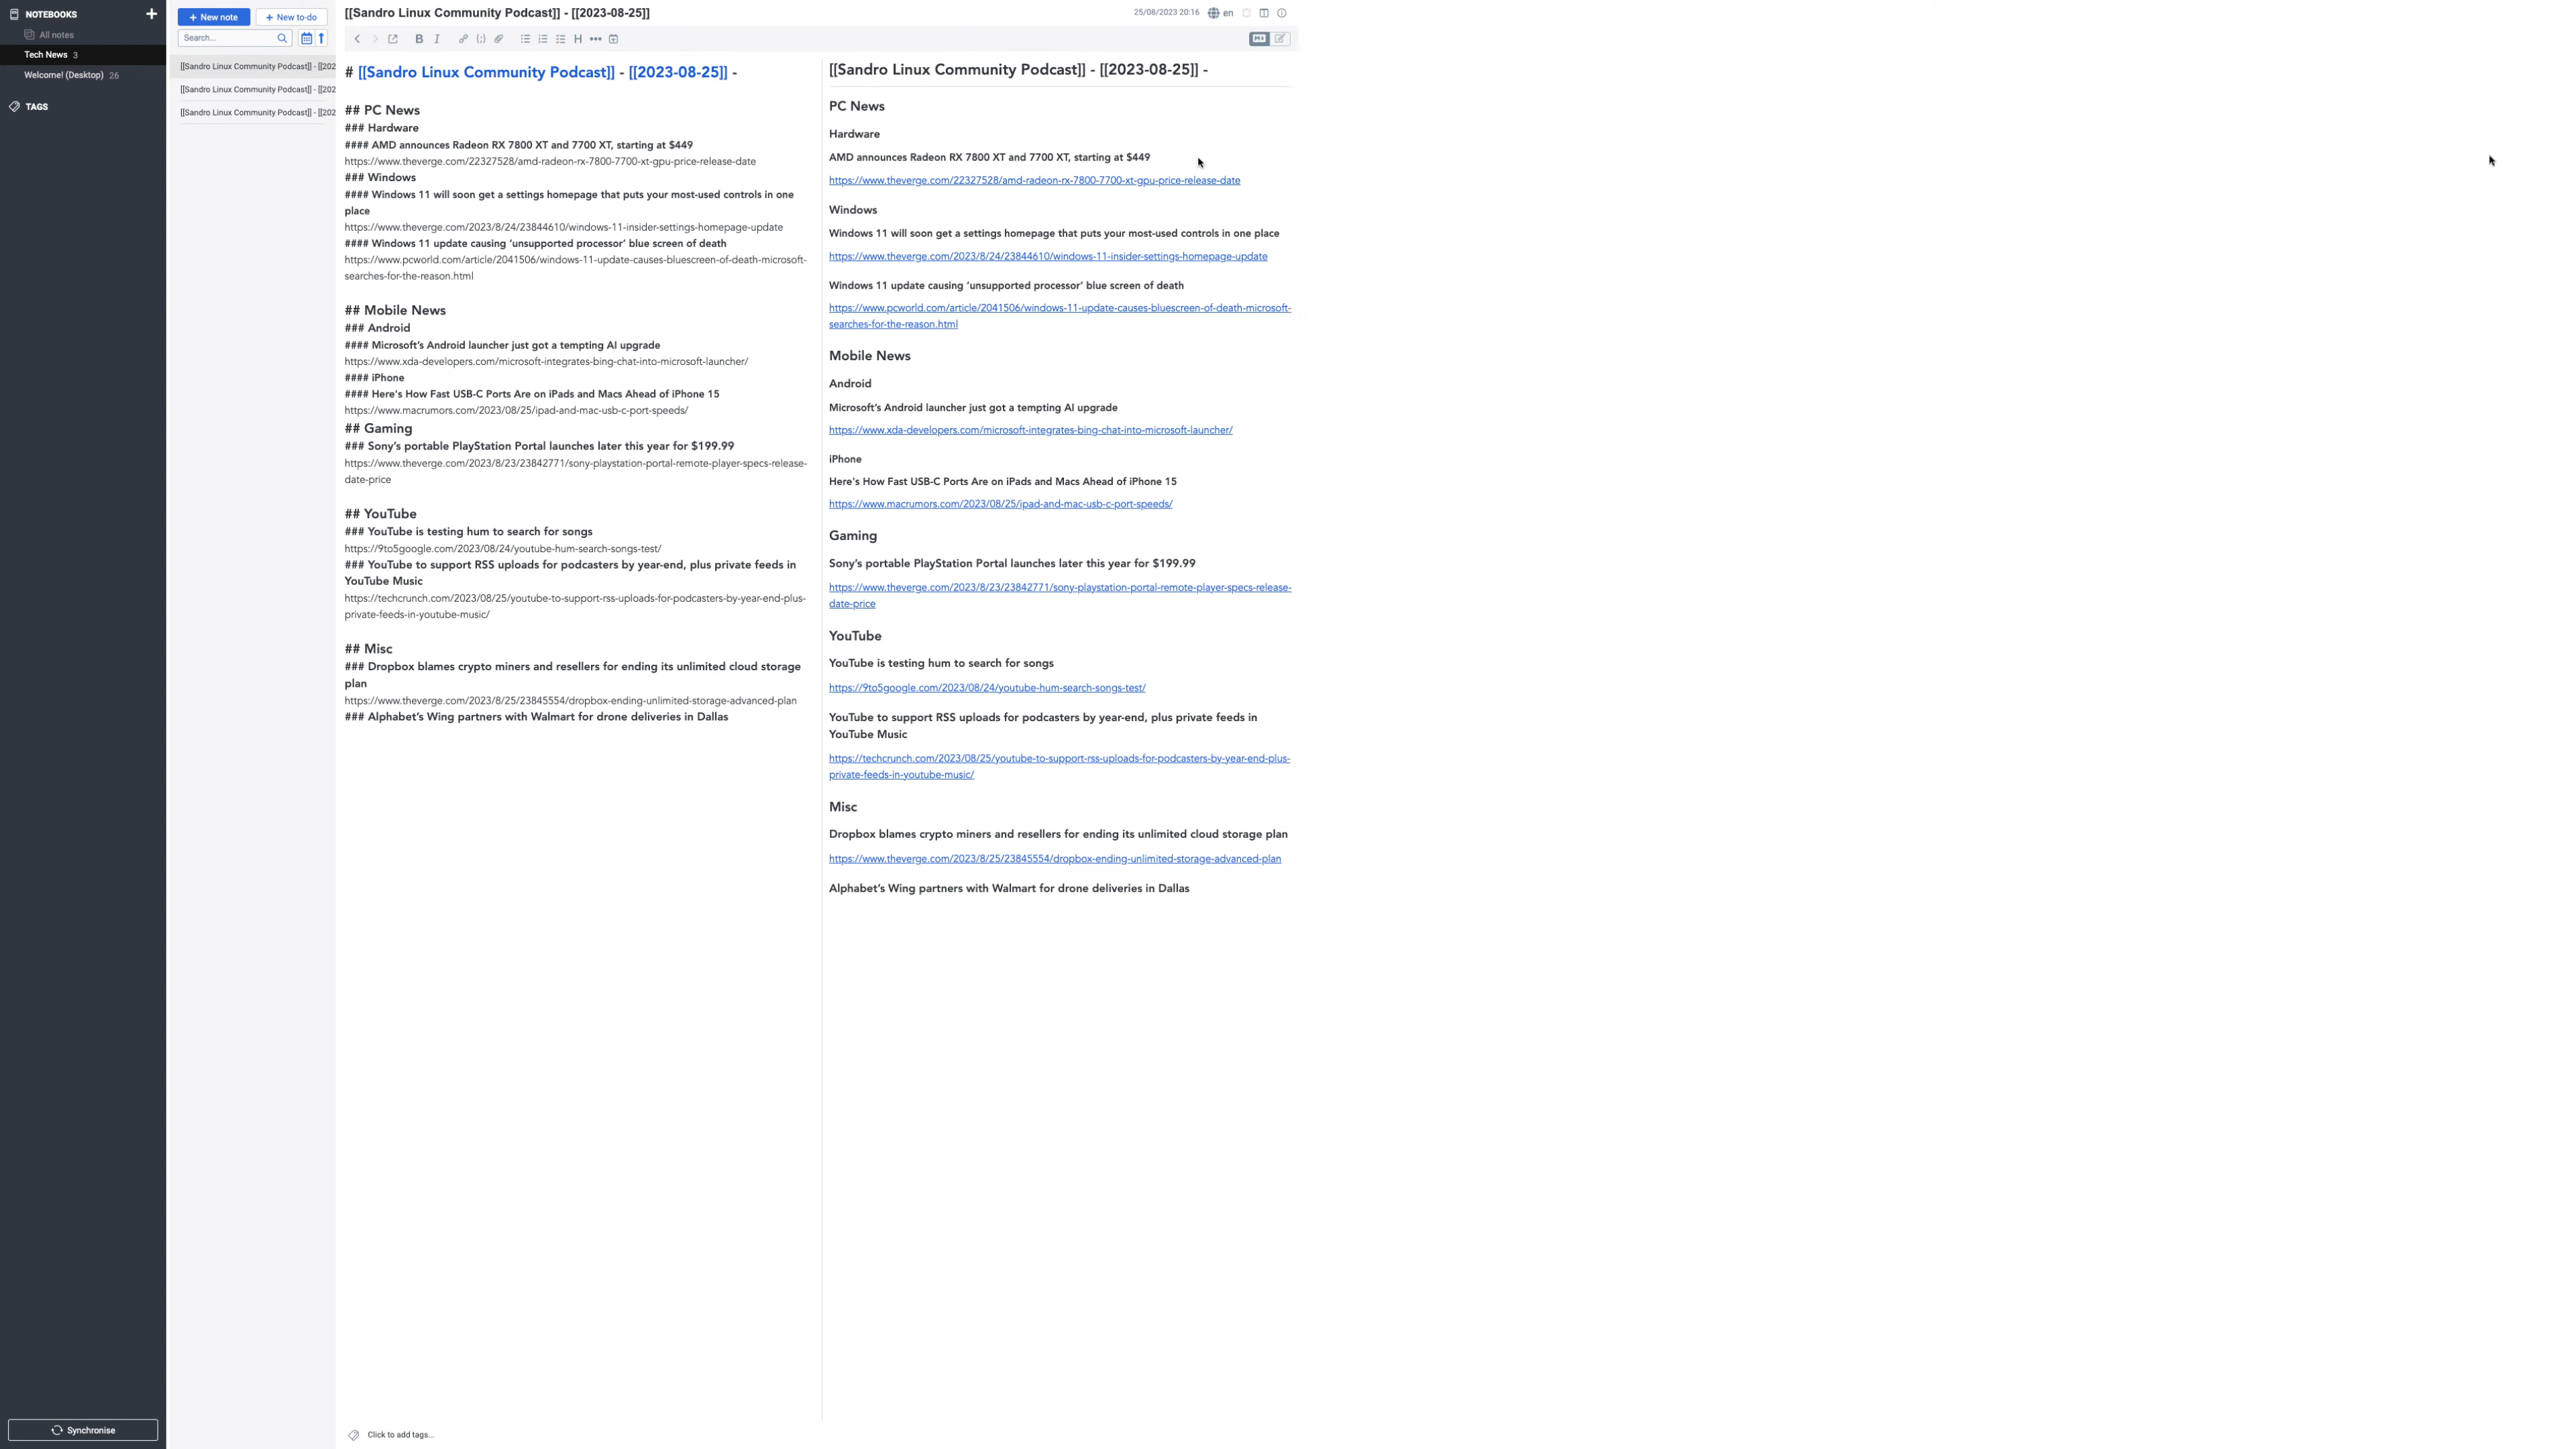 NOTEBOOKS
All notes
Tech News 3
Welcome! (Desktop) 26
TAGS
Synchronise
+ New note
+ New to-do
Search...
[[Sandro Linux Community Podcast]] - [[202
[[Sandro Linux Community Podcast]] - [[202
[[Sandro Linux Community Podcast]] - [[202
[[Sandro Linux Community Podcast]] - [[2023-08-25]]
25/08/2023 20:16
en
# [[Sandro Linux Community Podcast]] - [[2023-08-25]] -
## PC News
### Hardware
#### AMD announces Radeon RX 7800 XT and 7700 XT, starting at $449
https://www.theverge.com/22327528/amd-radeon-rx-7800-7700-xt-gpu-price-release-date
### Windows
#### Windows 11 will soon get a settings homepage that puts your most-used controls in one
place
https://www.theverge.com/2023/8/24/23844610/windows-11-insider-settings-homepage-update
#### Windows 11 update causing ‘unsupported processor’ blue screen of death
https://www.pcworld.com/article/2041506/windows-11-update-causes-bluescreen-of-death-microsoft-
searches-for-the-reason.html
## Mobile News
### Android
#### Microsoft’s Android launcher just got a tempting AI upgrade
https://www.xda-developers.com/microsoft-integrates-bing-chat-into-microsoft-launcher/
#### iPhone
#### Here's How Fast USB-C Ports Are on iPads and Macs Ahead of iPhone 15
https://www.macrumors.com/2023/08/25/ipad-and-mac-usb-c-port-speeds/
## Gaming
### Sony’s portable PlayStation Portal launches later this year for $199.99
https://www.theverge.com/2023/8/23/23842771/sony-playstation-portal-remote-player-specs-release-
date-price
## YouTube
### YouTube is testing hum to search for songs
https://9to5google.com/2023/08/24/youtube-hum-search-songs-test/
### YouTube to support RSS uploads for podcasters by year-end, plus private feeds in
YouTube Music
https://techcrunch.com/2023/08/25/youtube-to-support-rss-uploads-for-podcasters-by-year-end-plus-
private-feeds-in-youtube-music/
## Misc
### Dropbox blames crypto miners and resellers for ending its unlimited cloud storage
plan
https://www.theverge.com/2023/8/25/23845554/dropbox-ending-unlimited-storage-advanced-plan
### Alphabet’s Wing partners with Walmart for drone deliveries in Dallas
[[Sandro Linux Community Podcast]] - [[2023-08-25]] -
PC News
Hardware
AMD announces Radeon RX 7800 XT and 7700 XT, starting at $449
https://www.theverge.com/22327528/amd-radeon-rx-7800-7700-xt-gpu-price-release-date
Windows
Windows 11 will soon get a settings homepage that puts your most-used controls in one place
https://www.theverge.com/2023/8/24/23844610/windows-11-insider-settings-homepage-update
Windows 11 update causing ‘unsupported processor’ blue screen of death
https://www.pcworld.com/article/2041506/windows-11-update-causes-bluescreen-of-death-microsoft-
searches-for-the-reason.html
Mobile News
Android
Microsoft’s Android launcher just got a tempting AI upgrade
https://www.xda-developers.com/microsoft-integrates-bing-chat-into-microsoft-launcher/
iPhone
Here's How Fast USB-C Ports Are on iPads and Macs Ahead of iPhone 15
https://www.macrumors.com/2023/08/25/ipad-and-mac-usb-c-port-speeds/
Gaming
Sony’s portable PlayStation Portal launches later this year for $199.99
https://www.theverge.com/2023/8/23/23842771/sony-playstation-portal-remote-player-specs-release-
date-price
YouTube
YouTube is testing hum to search for songs
https://9to5google.com/2023/08/24/youtube-hum-search-songs-test/
YouTube to support RSS uploads for podcasters by year-end, plus private feeds in
YouTube Music
https://techcrunch.com/2023/08/25/youtube-to-support-rss-uploads-for-podcasters-by-year-end-plus-
private-feeds-in-youtube-music/
Misc
Dropbox blames crypto miners and resellers for ending its unlimited cloud storage plan
https://www.theverge.com/2023/8/25/23845554/dropbox-ending-unlimited-storage-advanced-plan
Alphabet’s Wing partners with Walmart for drone deliveries in Dallas
Click to add tags...